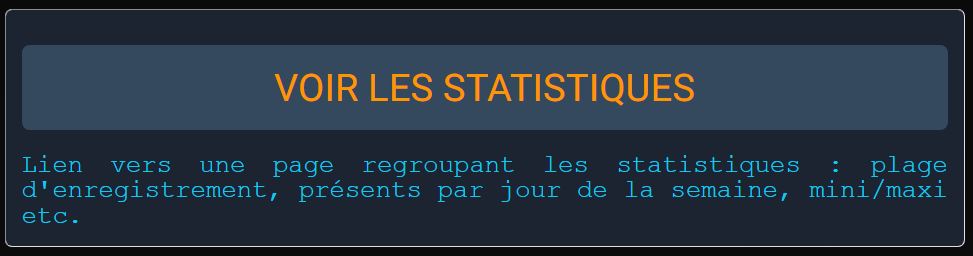 VOIR LES STATISTIQUES
Lien vers une page regroupant les statistiques : plage
d'enregistrement, présents par jour de la semaine, mini/maxi
etc.